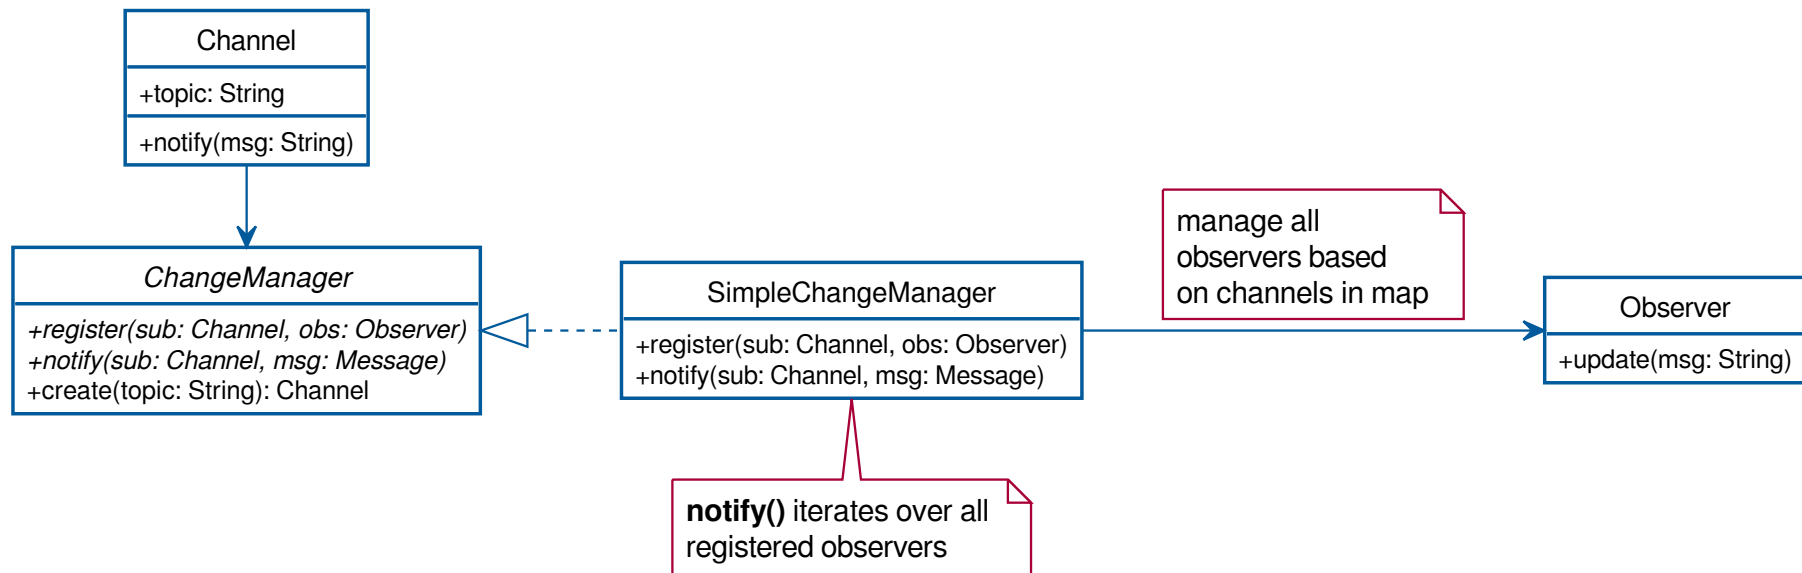 Channel
+topic: String
+notify(msg: String)
ChangeManager
+register(sub: Channel, obs: Observer)
+notify(sub: Channel, msg: Message)
+create(topic: String): Channel
SimpleChangeManager
+register(sub: Channel, obs: Observer)
+notify(sub: Channel, msg: Message)
notify() iterates over all
registered observers
manage all
observers based
on channels in map
Observer
+update(msg: String)